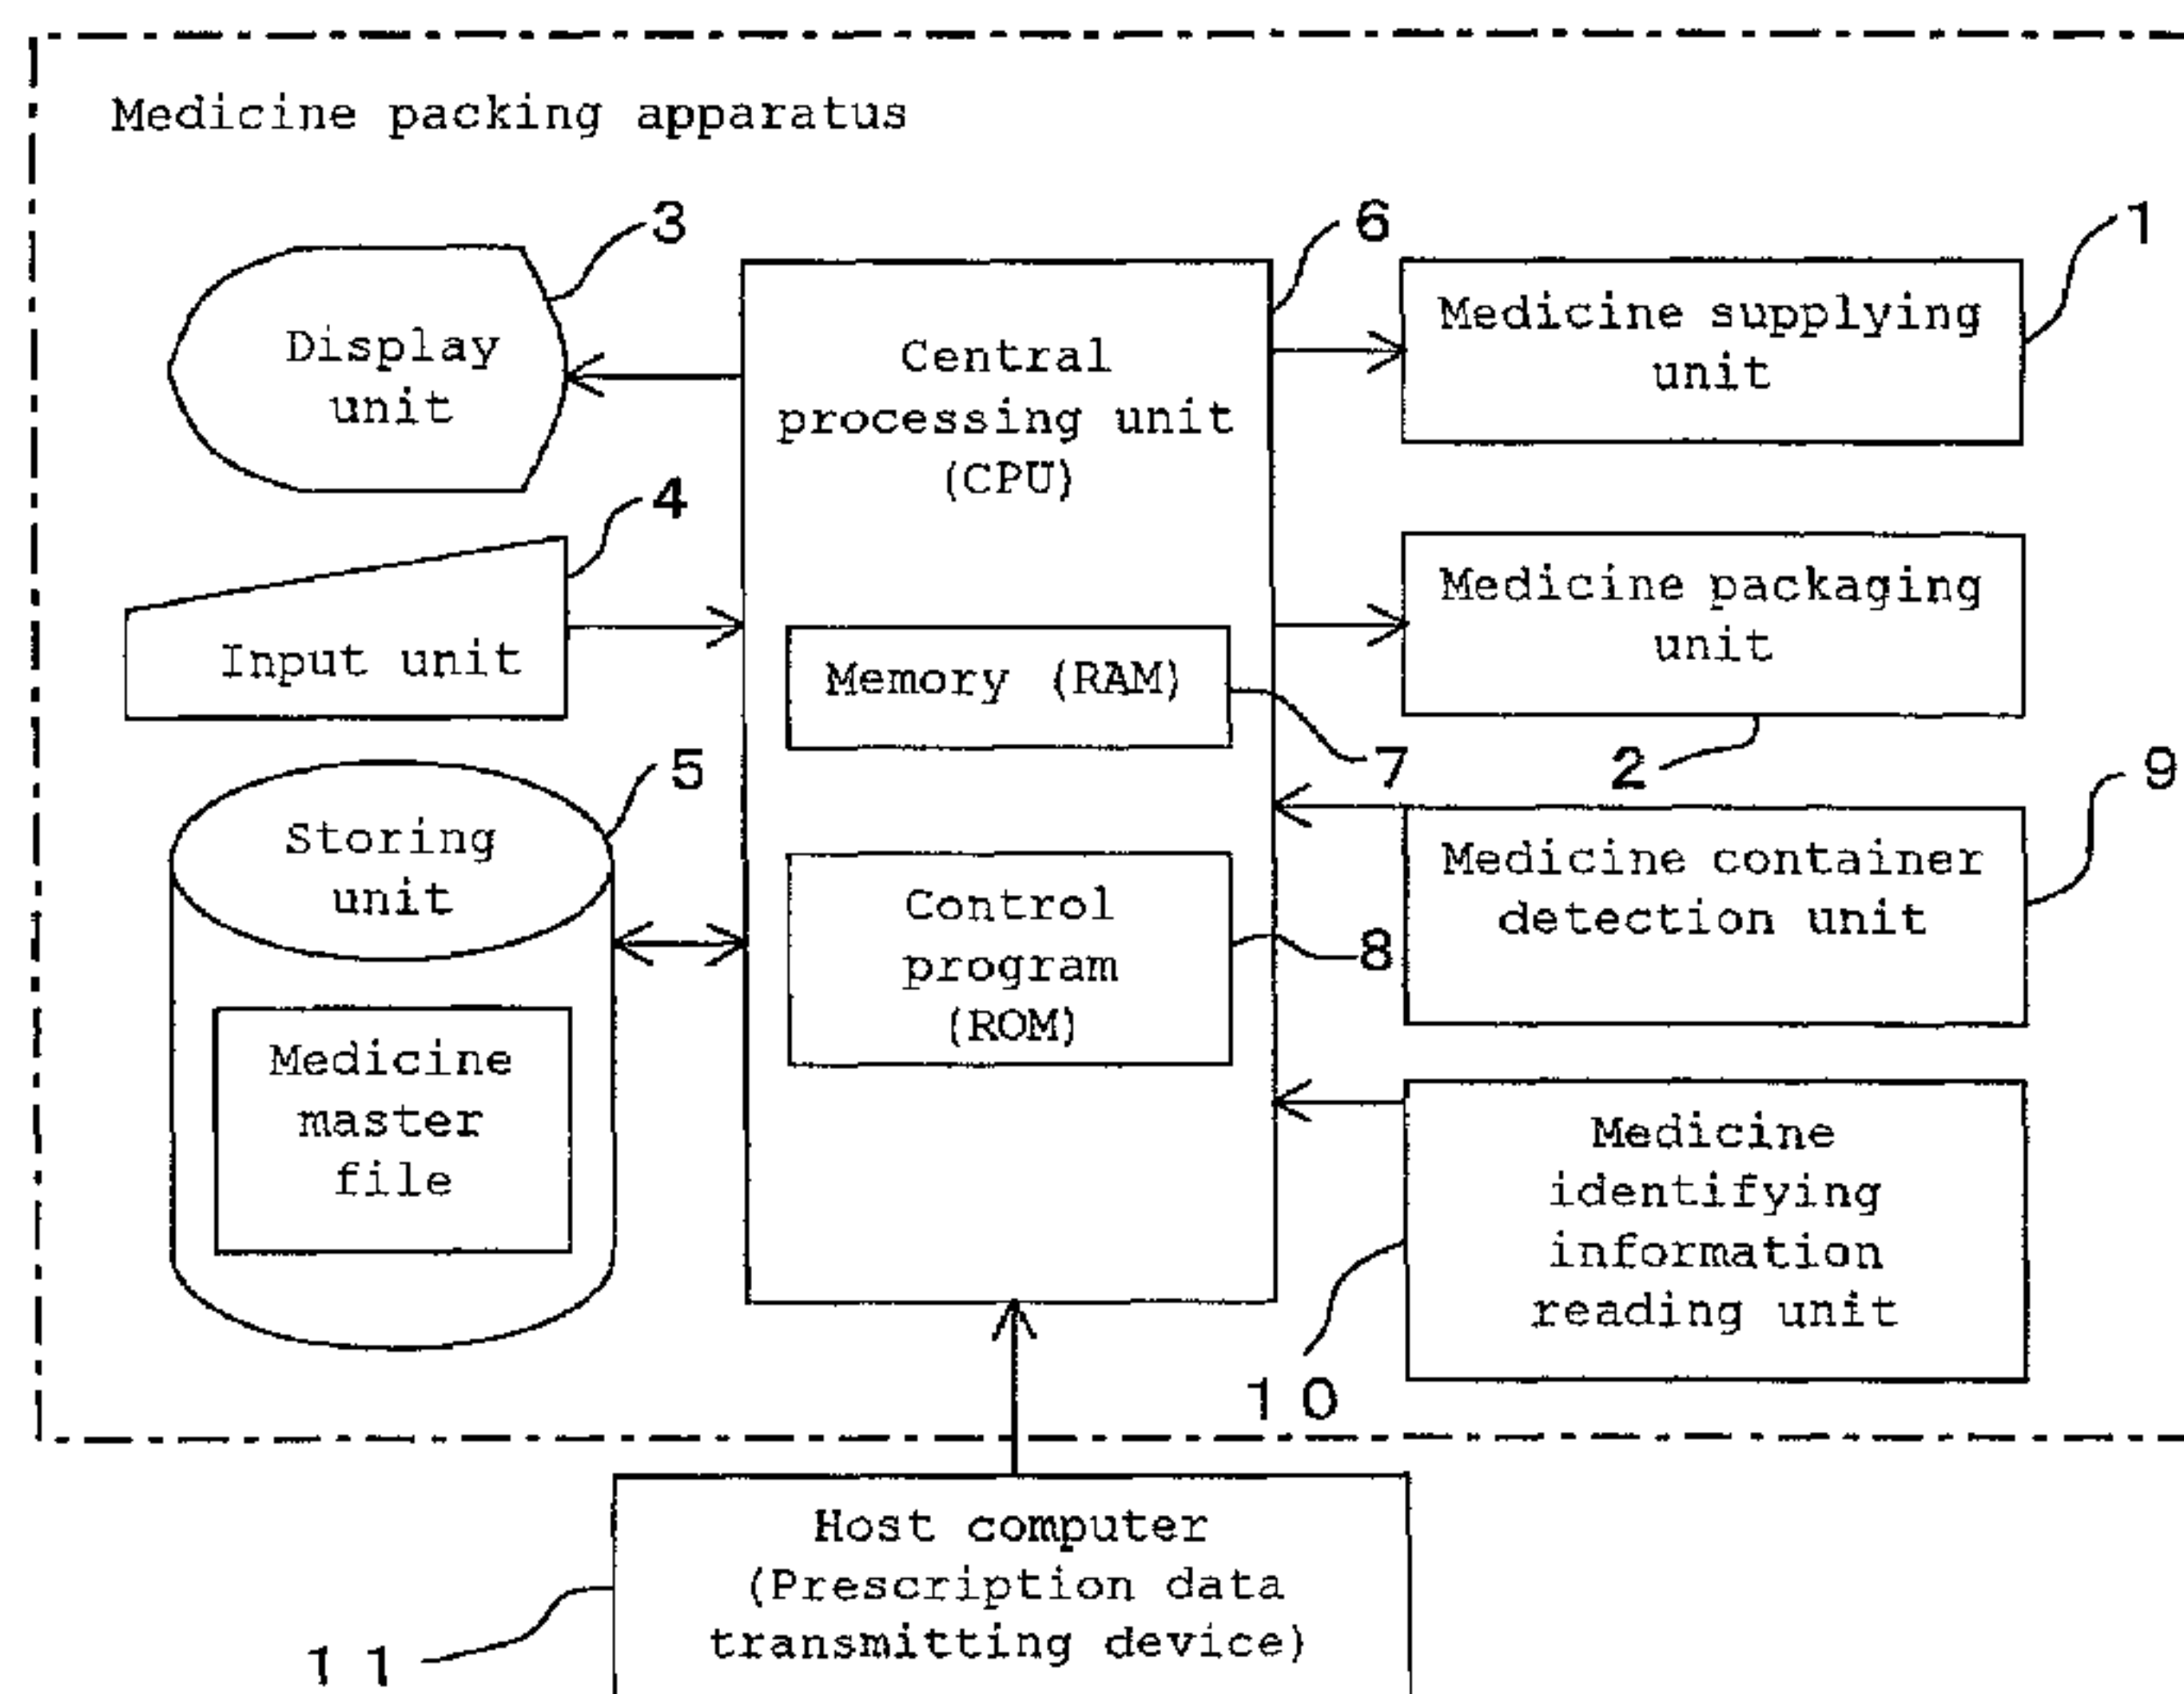 Medicine packing apparatus
3
Display
unit
4
Input unit
5
Storing
unit
Medicine
master
file
6
Central
processing unit
(CPU)
Memory (RAM)
7
Control
program
(ROM)
8
1
Medicine supplying
unit
Medicine packaging
unit
2
9
Medicine container
detection unit
Medicine
identifying
information
reading unit
10
Host computer
(Prescription data
transmitting device)
11